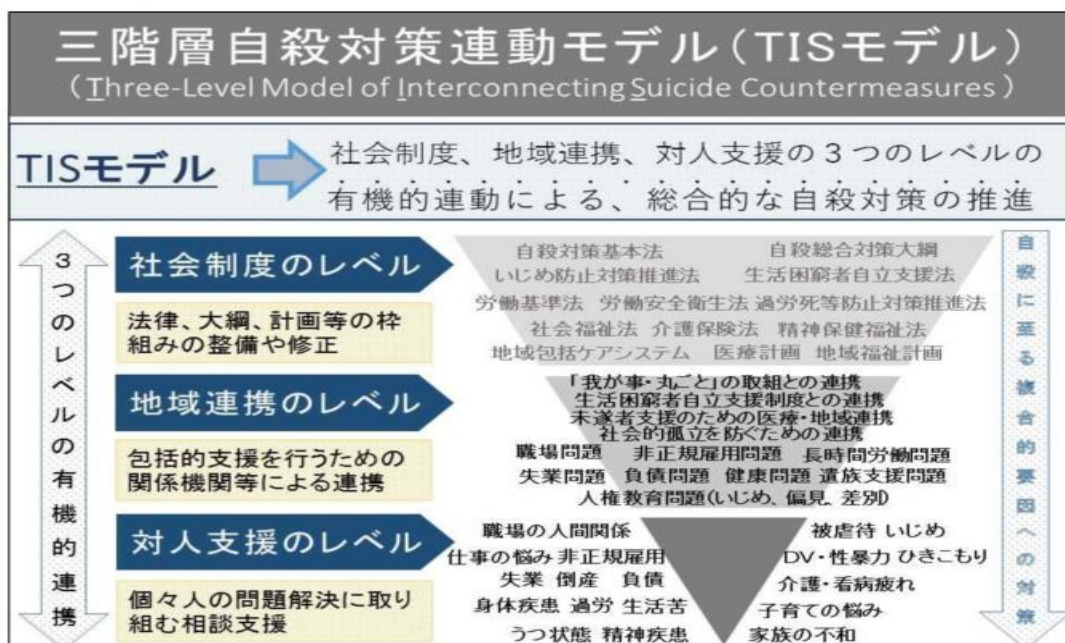 三階層自殺対策連動モデル(TISモデル)
(Three-Level Model of Interconnecting Suicide Countermeasures)
TISモデル
社会制度、地域連携、対人支援の3つのレベルの
有機的連動による、総合的な自殺対策の推進
3つのレベルの有機的連携
社会制度のレベル
法律、大綱、計画等の枠
組みの整備や修正
自殺対策基本法 自殺総合対策大綱
いじめ防止対策推進法 生活困窮者自立支援法
労働基準法 労働安全衛生法 過労死等防止対策推進法
社会福祉法 介護保険法 精神保健福祉法
地域包括ケアシステム 医療計画 地域福祉計画
地域連携のレベル
包括的支援を行うための
関係機関等による連携
「我が事・丸ごと」の取組との連携
生活困窮者自立支援制度との連携
未遂者支援のための医療・地域連携
社会的孤立を防ぐための連携
職場問題 非正規雇用問題 長時間労働問題
失業問題 負債問題 健康問題 遺族支援問題
人権教育問題(いじめ、偏見、差別)
対人支援のレベル
個々人の問題解決に取り
組む相談支援
職場の人間関係 被虐待 いじめ
仕事の悩み 非正規雇用 DV・性暴力 ひきこもり
失業 倒産 負債 介護・看病疲れ
身体疾患 過労 生活苦 子育ての悩み
うつ状態 精神疾患 家族の不和
自殺に至る複合的要因への対策